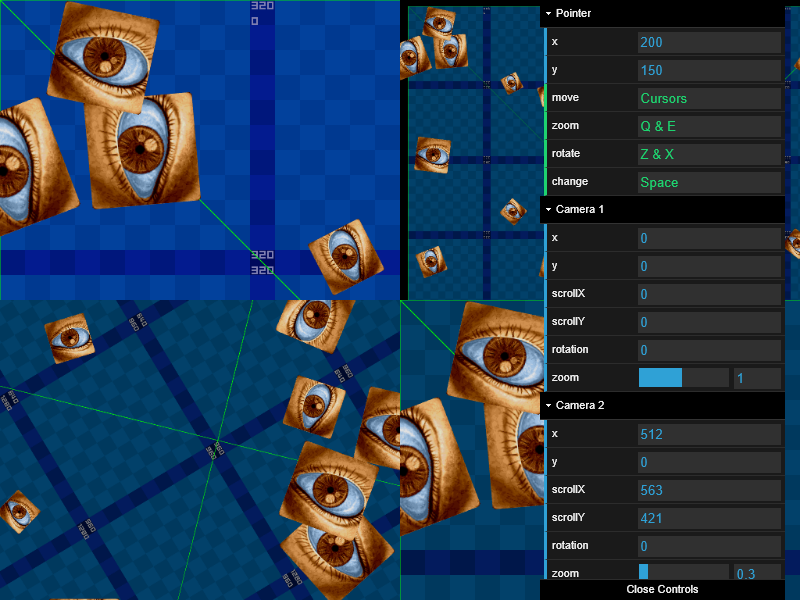 320
0
320
320
Pointer
x 200
y 150
move Cursors
zoom Q & E
rotate Z & X
change Space
Camera 1
x 0
y 0
scrollX 0
scrollY 0
rotation 0
zoom 1
Camera 2
x 512
y 0
scrollX 563
scrollY 421
rotation 0
zoom 0.3
Close Controls